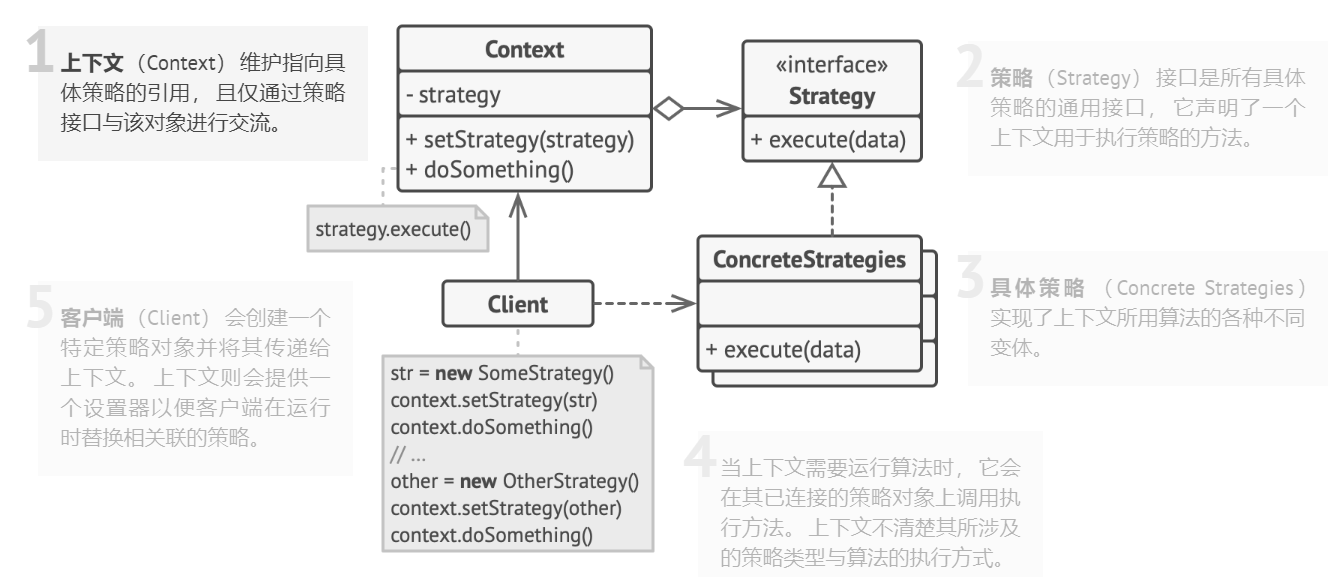 1
上下文（Context）维护指向具
体策略的引用，且仅通过策略
接口与该对象进行交流。
Context
- strategy
+ setStrategy(strategy)
+ doSomething()
strategy.execute()
«interface»
Strategy
+ execute(data)
2
策略（Strategy）接口是所有具体
策略的通用接口，它声明了一个
上下文用于执行策略的方法。
ConcreteStrategies
+ execute(data)
3
具体策略（Concrete Strategies）
实现了上下文所用算法的各种不同
变体。
Client
str = new SomeStrategy()
context.setStrategy(str)
context.doSomething()
// ...
other = new OtherStrategy()
context.setStrategy(other)
context.doSomething()
4
当上下文需要运行算法时，它会
在其已连接的策略对象上调用执
行方法。上下文不清楚其所涉及
的策略类型与算法的执行方式。
5
客户端（Client）会创建一个
特定策略对象并将其传递给
上下文。上下文则会提供一
个设置器以便客户端在运行
时替换相关联的策略。